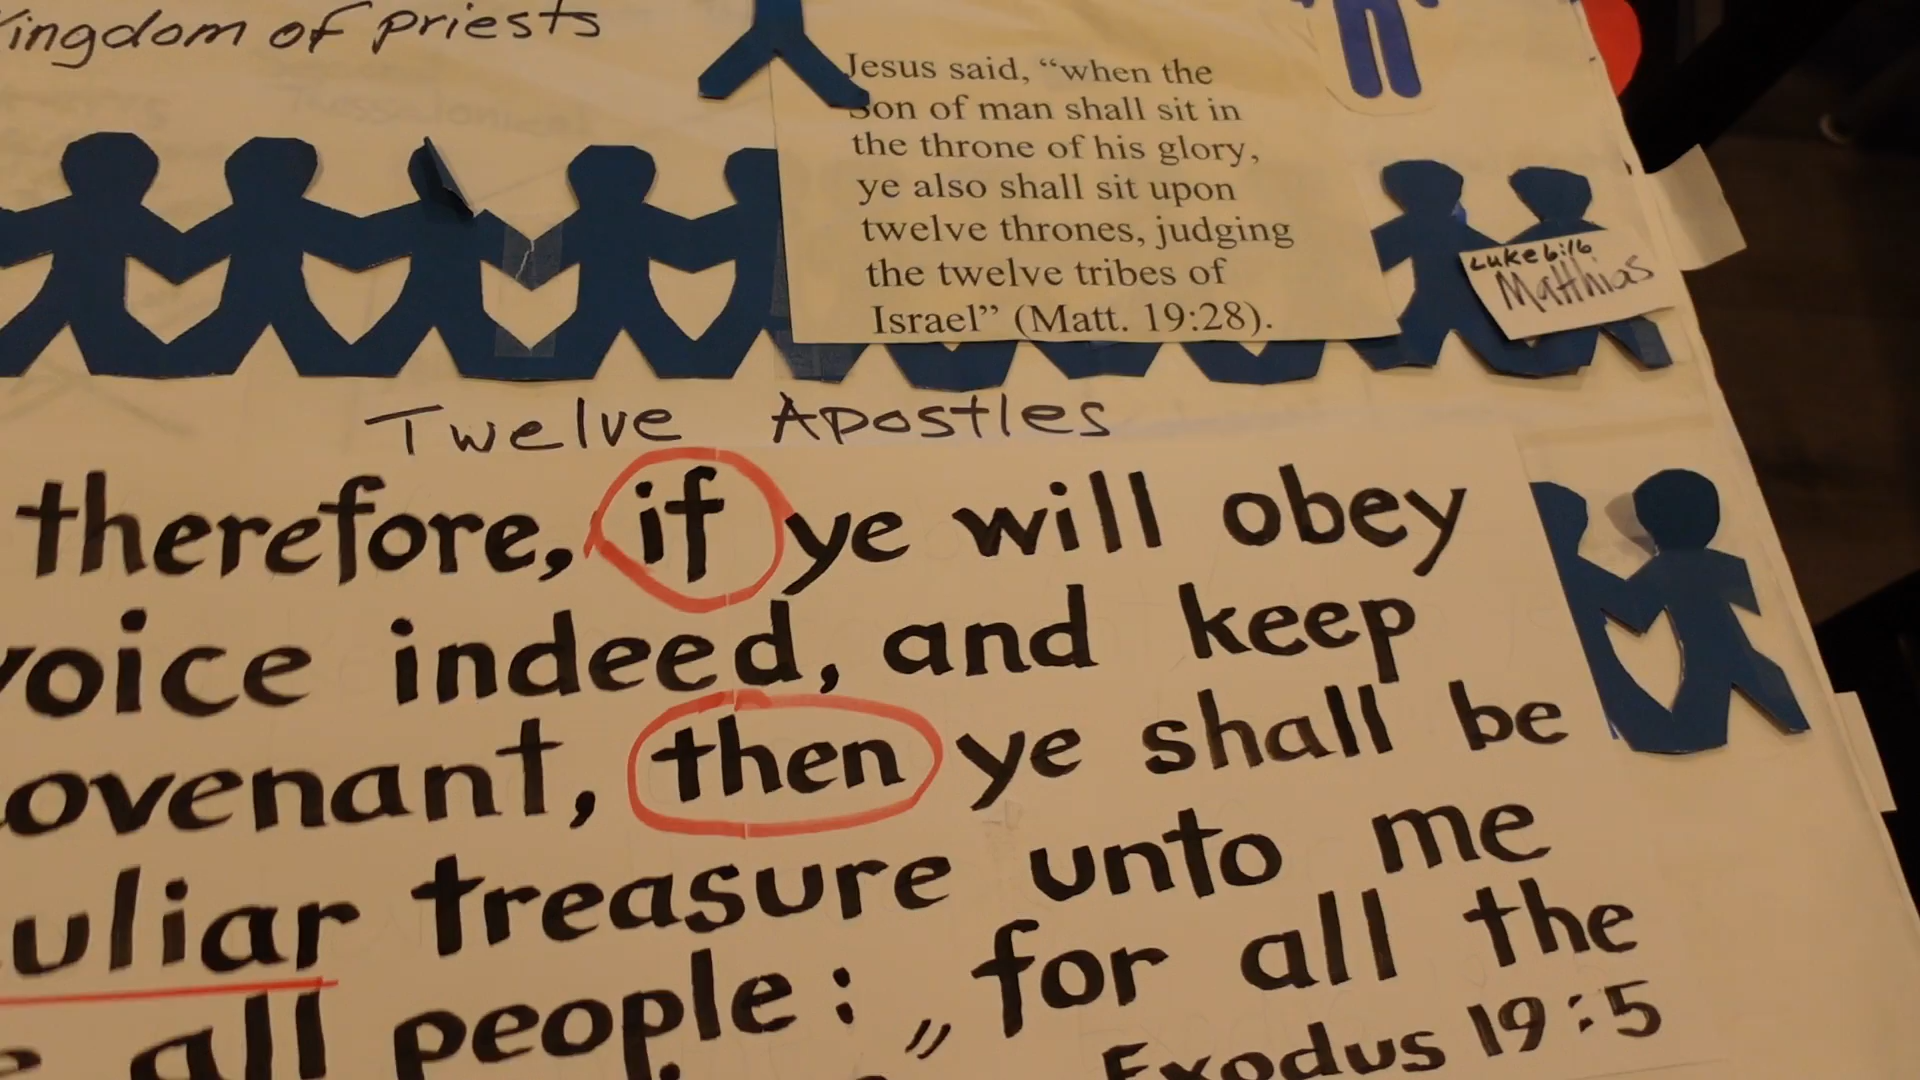 Kingdom of priests
Jesus said, “when the
Son of man shall sit in
the throne of his glory,
ye also shall sit upon
twelve thrones, judging
the twelve tribes of
Israel” (Matt. 19:28).
Luke 6:16
Matthias
Twelve Apostles
therefore, if ye will obey
voice indeed, and keep
ovenant, then ye shall be
uliar treasure unto me
all people: for all the
Exodus 19:5